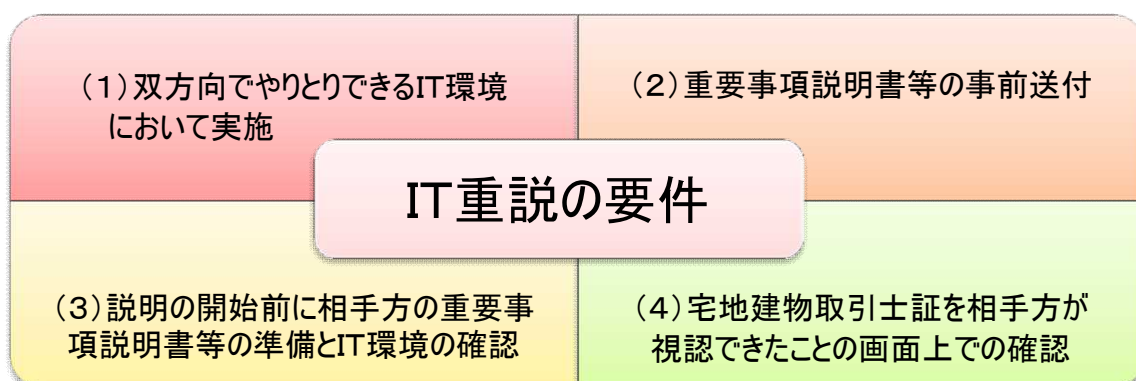 (1)双方向でやりとりできるIT環境
において実施
(2)重要事項説明書等の事前送付
IT重説の要件
(3)説明の開始前に相手方の重要事
項説明書等の準備とIT環境の確認
(4)宅地建物取引士証を相手方が
視認できたことの画面上での確認